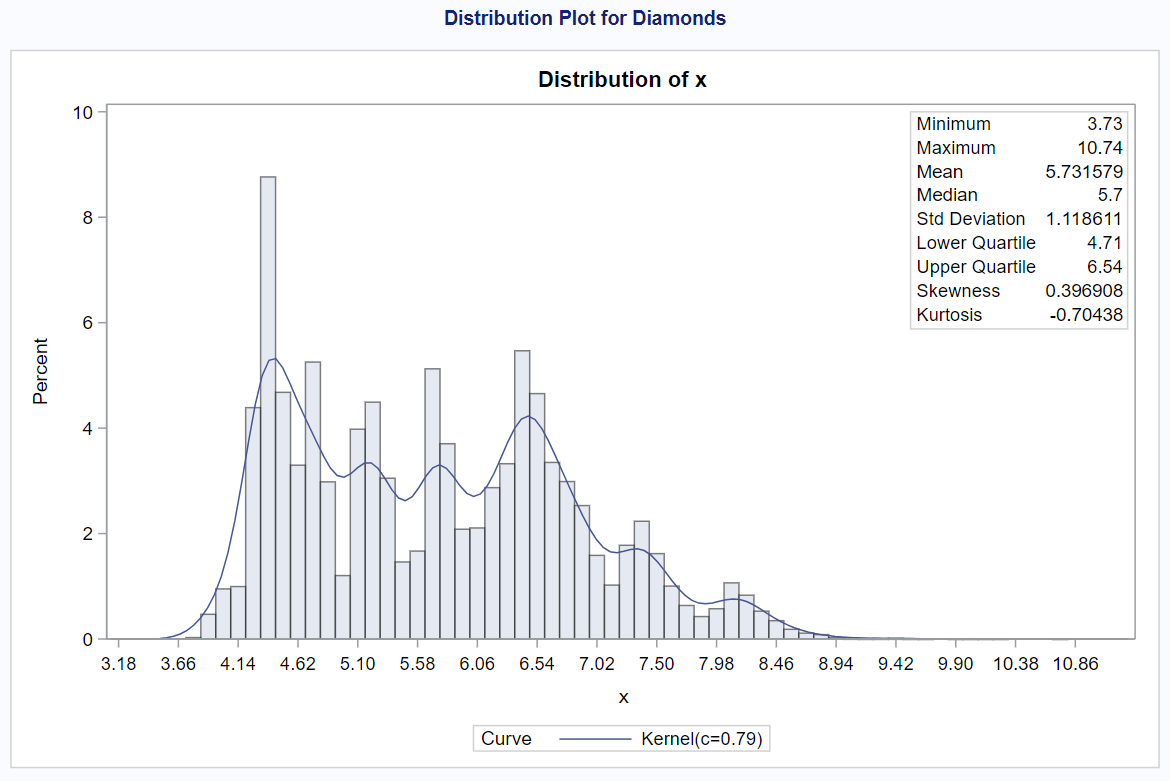 Distribution Plot for Diamonds
Distribution of x
10
8
6
4
2
0
Percent
Minimum 3.73
Maximum 10.74
Mean 5.731579
Median 5.7
Std Deviation 1.118611
Lower Quartile 4.71
Upper Quartile 6.54
Skewness 0.396908
Kurtosis -0.70438
3.18 3.66 4.14 4.62 5.10 5.58 6.06 6.54 7.02 7.50 7.98 8.46 8.94 9.42 9.90 10.38 10.86
x
Curve Kernel(c=0.79)